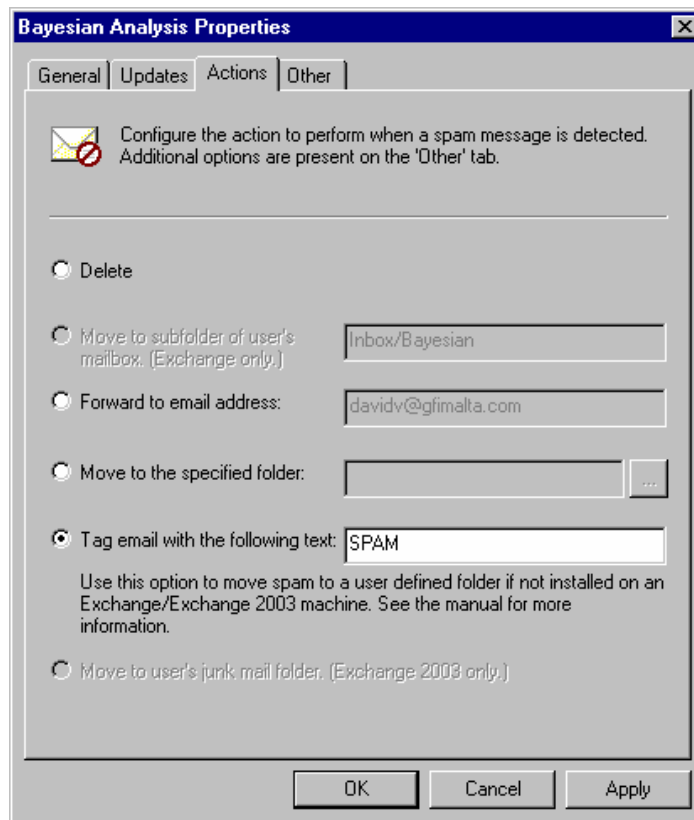 Bayesian Analysis Properties
General Updates Actions Other
Configure the action to perform when a spam message is detected.
Additional options are present on the 'Other' tab.
Delete
Move to subfolder of user's
mailbox. (Exchange only.)
Inbox/Bayesian
Forward to email address:
davidv@gfimalta.com
Move to the specified folder:
...
Tag email with the following text:
SPAM
Use this option to move spam to a user defined folder if not installed on an
Exchange/Exchange 2003 machine. See the manual for more
information.
Move to user's junk mail folder. (Exchange 2003 only.)
OK Cancel Apply